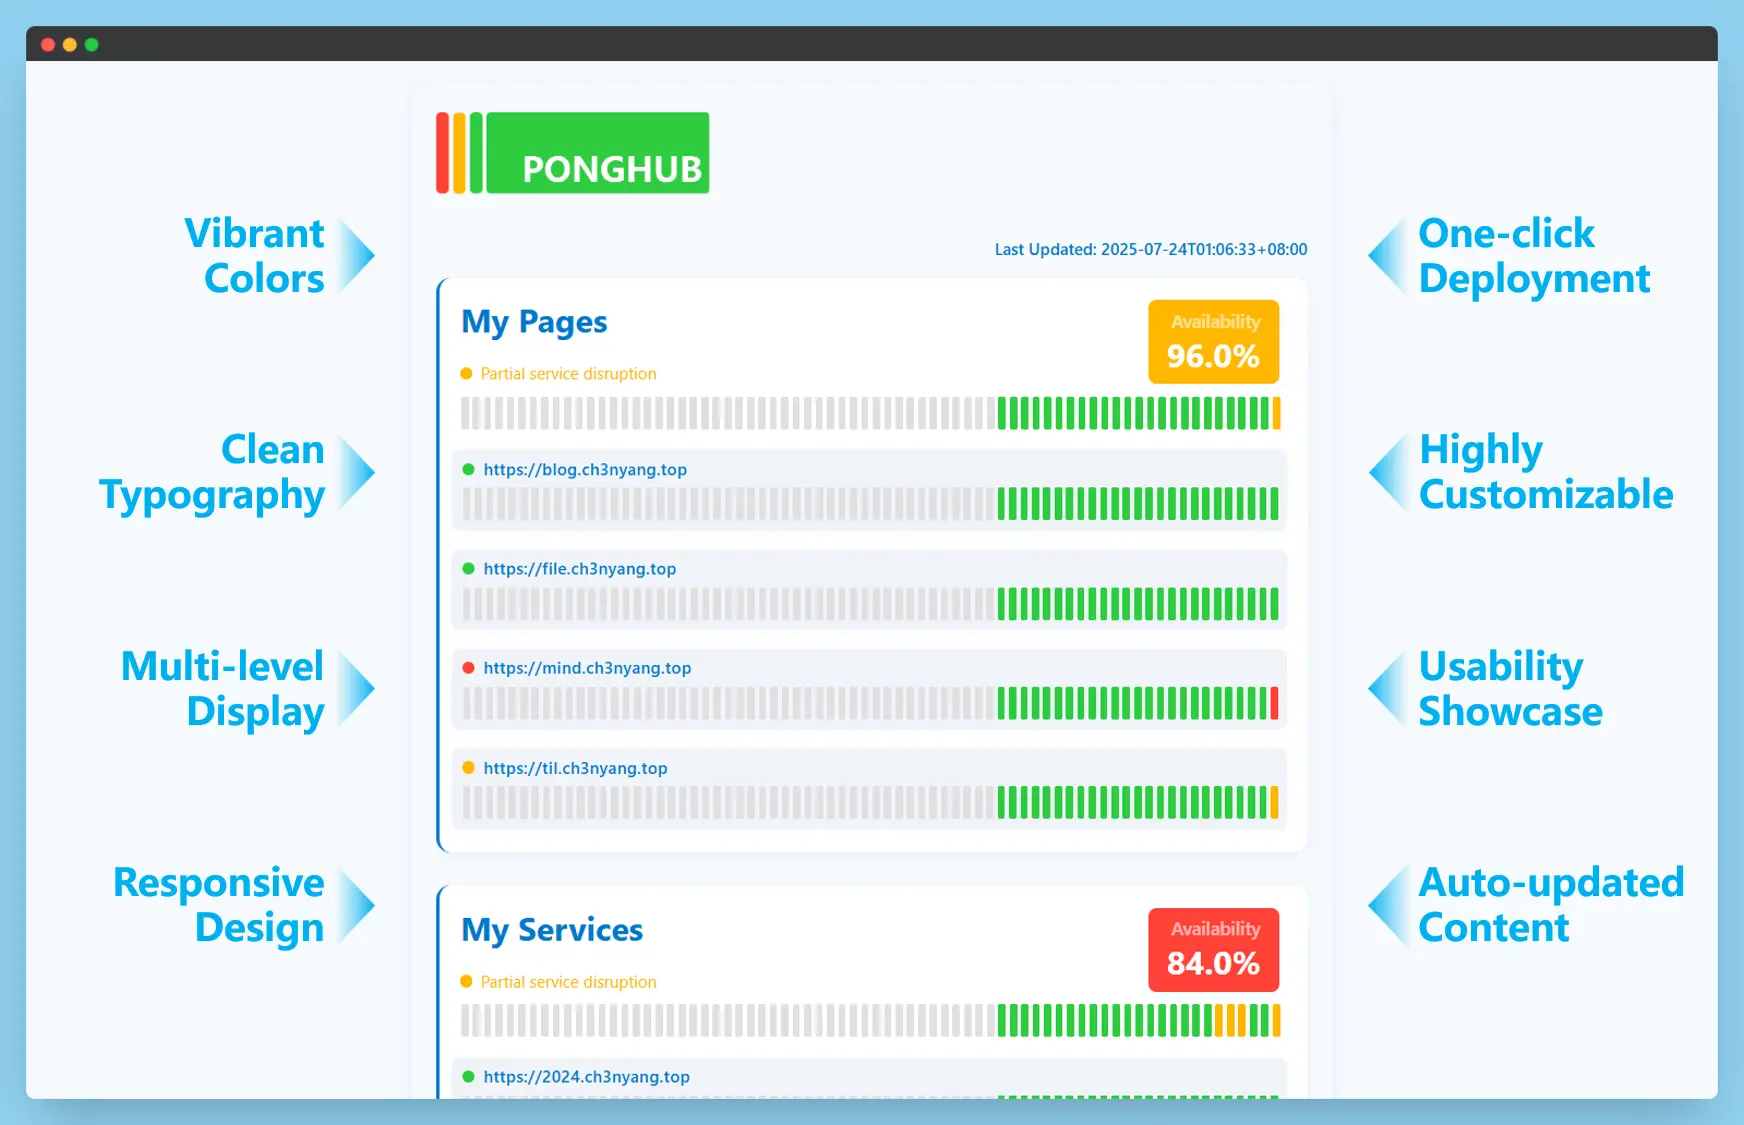 PONGHUB
Last Updated: 2025-07-24T01:06:33+08:00
Vibrant
Colors
Clean
Typography
Multi-level
Display
Responsive
Design
My Pages
Availability
96.0%
Partial service disruption
https://blog.ch3nyang.top
https://file.ch3nyang.top
https://mind.ch3nyang.top
https://til.ch3nyang.top
My Services
Availability
84.0%
Partial service disruption
https://2024.ch3nyang.top
One-click
Deployment
Highly
Customizable
Usability
Showcase
Auto-updated
Content